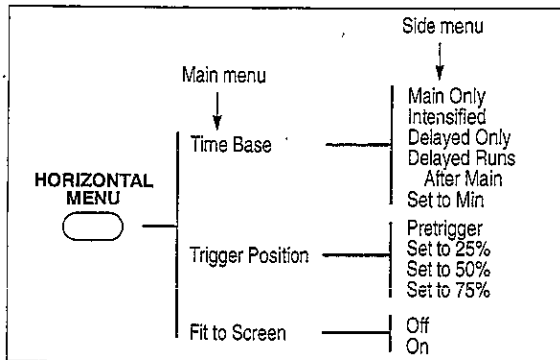 Side menu
Main menu
Main Only
Intensified
Time Base
Delayed Only
Delayed Runs
After Main
Set to Min
HORIZONTAL
MENU
Pretrigger
Trigger Position
Set to 25%
Set to 50%
Set to 75%
Fit to Screen
Off
On